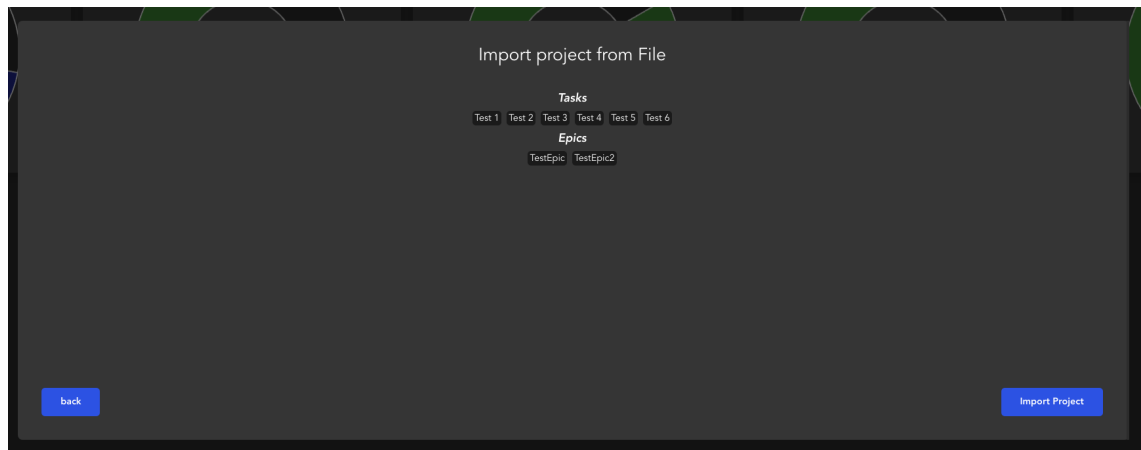 Import project from File
Tasks
Test 1 Test 2 Test 3 Test 4 Test 5 Test 6
Epics
TestEpic TestEpic2
back Import Project